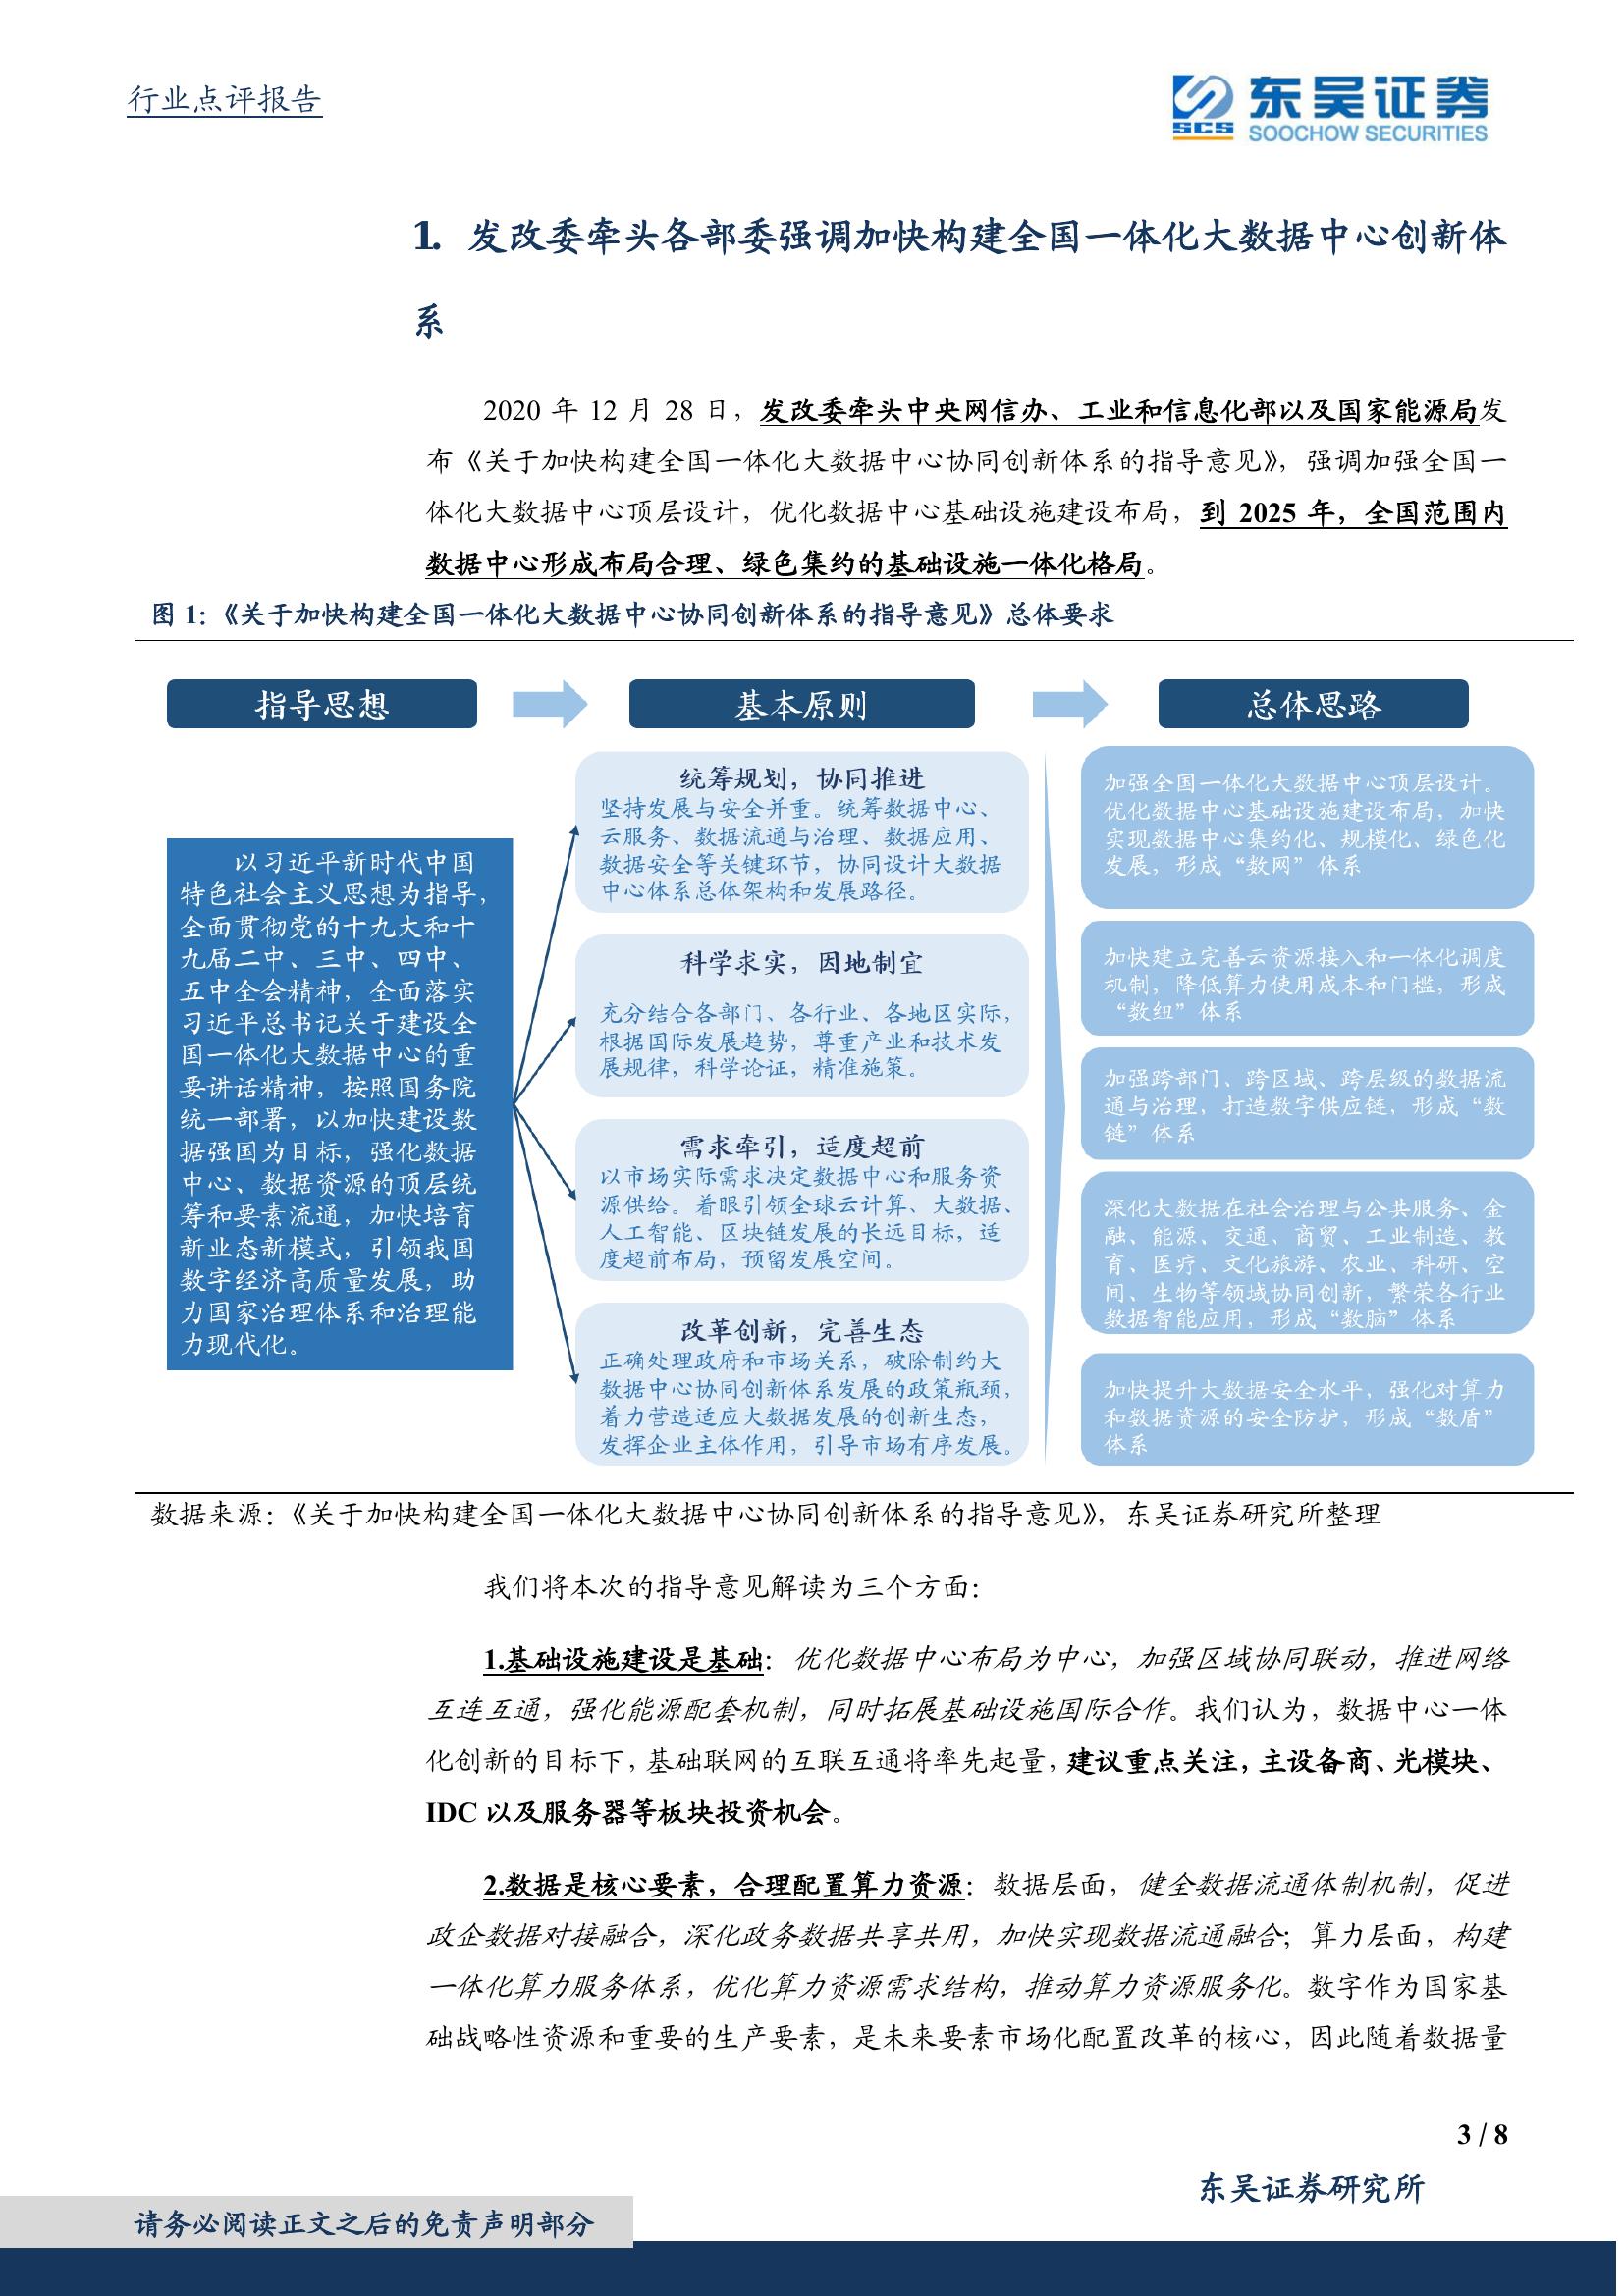 行业点评报告
东吴证券
SCS
SOOCHOW SECURITIES
1. 发改委牵头各部委强调加快构建全国一体化大数据中心创新体
系
2020 年 12 月 28 日，发改委牵头中央网信办、工业和信息化部以及国家能源局发
布《关于加快构建全国一体化大数据中心协同创新体系的指导意见》，强调加强全国一
体化大数据中心顶层设计，优化数据中心基础设施建设布局，到 2025 年，全国范围内
数据中心形成布局合理、绿色集约的基础设施一体化格局。
图 1：《关于加快构建全国一体化大数据中心协同创新体系的指导意见》总体要求
指导思想
基本原则
总体思路
以习近平新时代中国
特色社会主义思想为指导，
全面贯彻党的十九大和十
九届二中、三中、四中、
五中全会精神，全面落实
习近平总书记关于建设全
国一体化大数据中心的重
要讲话精神，按照国务院
统一部署，以加快建设数
据强国为目标，强化数据
中心、数据资源的顶层统
筹和要素流通，加快培育
新业态新模式，引领我国
数字经济高质量发展，助
力国家治理体系和治理能
力现代化。
统筹规划，协同推进
坚持发展与安全并重。统筹数据中心、
云服务、数据流通与治理、数据应用、
数据安全等关键环节，协同设计大数据
中心体系总体架构和发展路径。
科学求实，因地制宜
充分结合各部门、各行业、各地区实际，
根据国际发展趋势，尊重产业和技术发
展规律，科学论证，精准施策。
需求牵引，适度超前
以市场实际需求决定数据中心和服务资
源供给。着眼引领全球云计算、大数据、
人工智能、区块链发展的长远目标，适
度超前布局，预留发展空间。
改革创新，完善生态
正确处理政府和市场关系，破除制约大
数据中心协同创新体系发展的政策瓶颈，
着力营造适应大数据发展的创新生态，
发挥企业主体作用，引导市场有序发展。
加强全国一体化大数据中心顶层设计。
优化数据中心基础设施建设布局，加快
实现数据中心集约化、规模化、绿色化
发展，形成“数网”体系
加快建立完善云资源接入和一体化调度
机制，降低算力使用成本和门槛，形成
“数纽”体系
加强跨部门、跨区域、跨层级的数据流
通与治理，打造数字供应链，形成“数
链”体系
深化大数据在社会治理与公共服务、金
融、能源、交通、商贸、工业制造、教
育、医疗、文化旅游、农业、科研、空
间、生物等领域协同创新，繁荣各行业
数据智能应用，形成“数脑”体系
加快提升大数据安全水平，强化对算力
和数据资源的安全防护，形成“数盾”
体系
数据来源：《关于加快构建全国一体化大数据中心协同创新体系的指导意见》，东吴证券研究所整理
我们将本次的指导意见解读为三个方面：
1.基础设施建设是基础：优化数据中心布局为中心，加强区域协同联动，推进网络
互连互通，强化能源配套机制，同时拓展基础设施国际合作。我们认为，数据中心一体
化创新的目标下，基础联网的互联互通将率先起量，建议重点关注，主设备商、光模块、
IDC 以及服务器等板块投资机会。
2.数据是核心要素，合理配置算力资源：数据层面，健全数据流通体制机制，促进
政企数据对接融合，深化政务数据共享共用，加快实现数据流通融合；算力层面，构建
一体化算力服务体系，优化算力资源需求结构，推动算力资源服务化。数字作为国家基
础战略性资源和重要的生产要素，是未来要素市场化配置改革的核心，因此随着数据量
3 / 8
东吴证券研究所
请务必阅读正文之后的免责声明部分